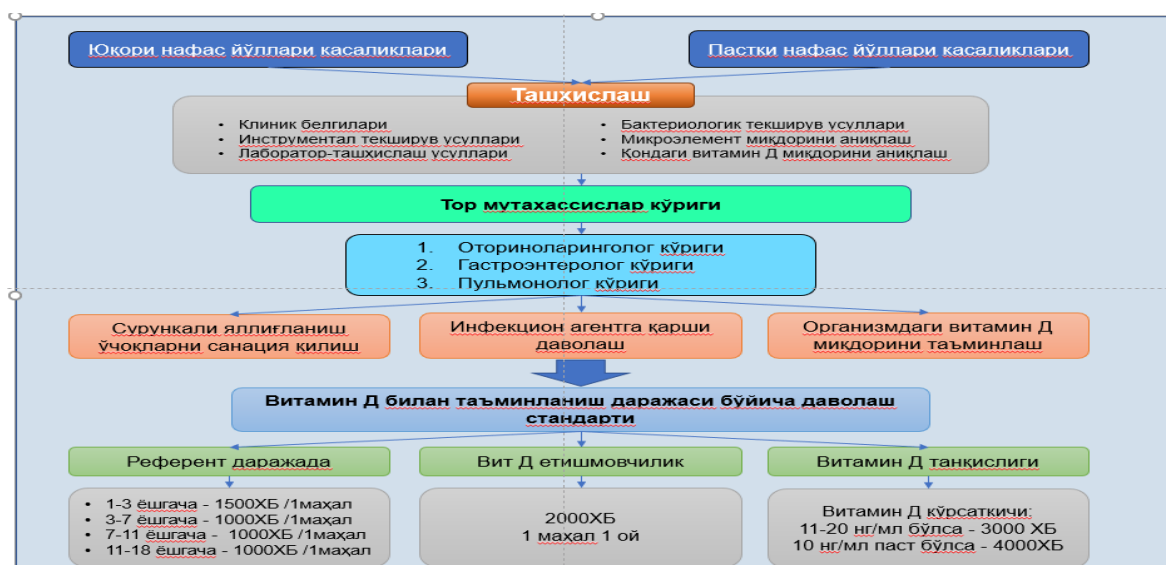 Юқори нафас йўллари касаликлари
Пастки нафас йўллари касаликлари
Ташхислаш
• Клиник белгилари
• Инструментал текширув усуллари
• Лаборатор-ташхислаш усуллари
• Бактериологик текширув усуллари
• Микроэлемент миқдорини аниқлаш
• Қондаги витамин Д миқдорини аниқлаш
Тор мутахассислар кўриги
1. Оториноларинголог кўриги
2. Гастроэнтеролог кўриги
3. Пульмонолог кўриги
Сурункали яллиғланиш
ўчоқларни санация қилиш
Инфекцион агентга қарши
даволаш
Организмдаги витамин Д
миқдорини таъминлаш
Витамин Д билан таъминланиш даражаси бўйича даволаш
стандарти
Референт даражада
• 1-3 ёшгача - 1500ХБ /1маҳал
• 3-7 ёшгача - 1000ХБ /1маҳал
• 7-11 ёшгача - 1000ХБ /1маҳал
• 11-18 ёшгача - 1000ХБ /1маҳал
Вит Д етишмовчилик
2000ХБ
1 маҳал 1 ой
Витамин Д танқислиги
Витамин Д кўрсаткичи:
11-20 нг/мл бўлса - 3000 ХБ
10 нг/мл паст бўлса - 4000ХБ